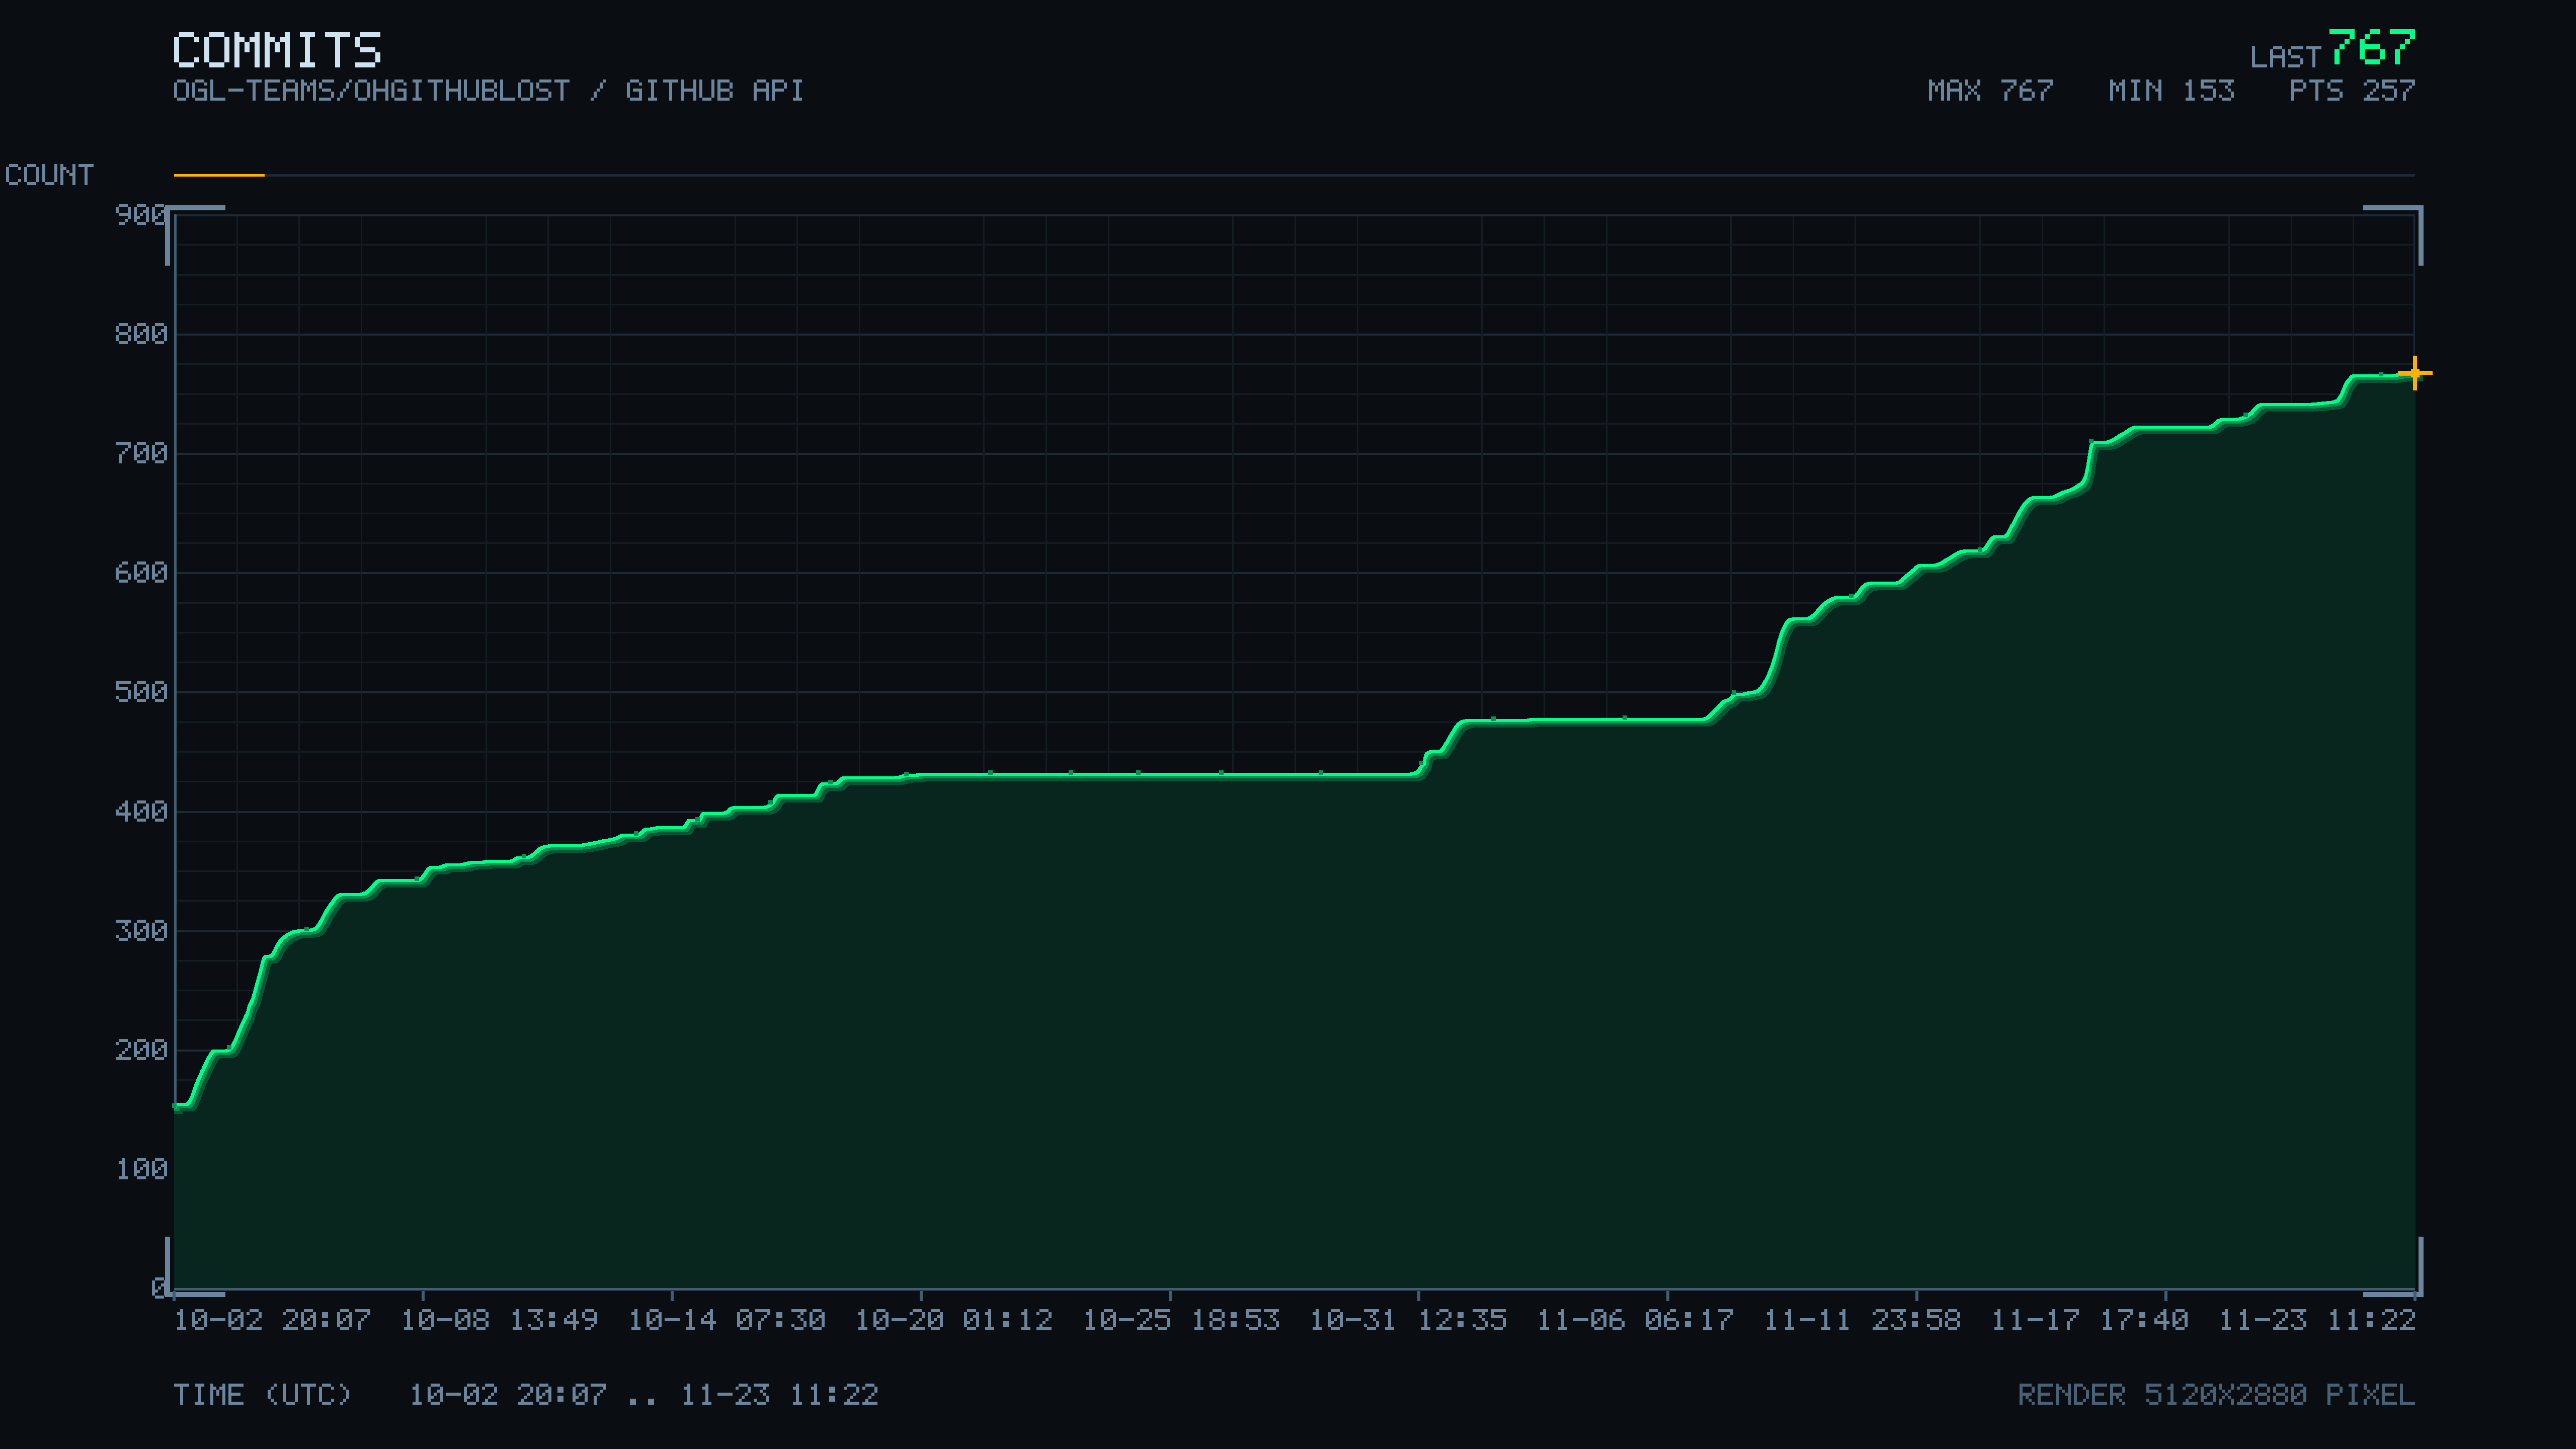 COMMITS
LAST 767
OGL-TEAMS/OHGITHUBLOST / GITHUB API
MAX 767 MIN 153 PTS 257
COUNT
900
800
700
600
500
400
300
200
100
0
10-02 20:07 10-08 13:49 10-14 07:30 10-20 01:12 10-25 18:53 10-31 12:35 11-06 06:17 11-11 23:58 11-17 17:40 11-23 11:22
TIME (UTC) 10-02 20:07 .. 11-23 11:22
RENDER 5120X2880 PIXEL